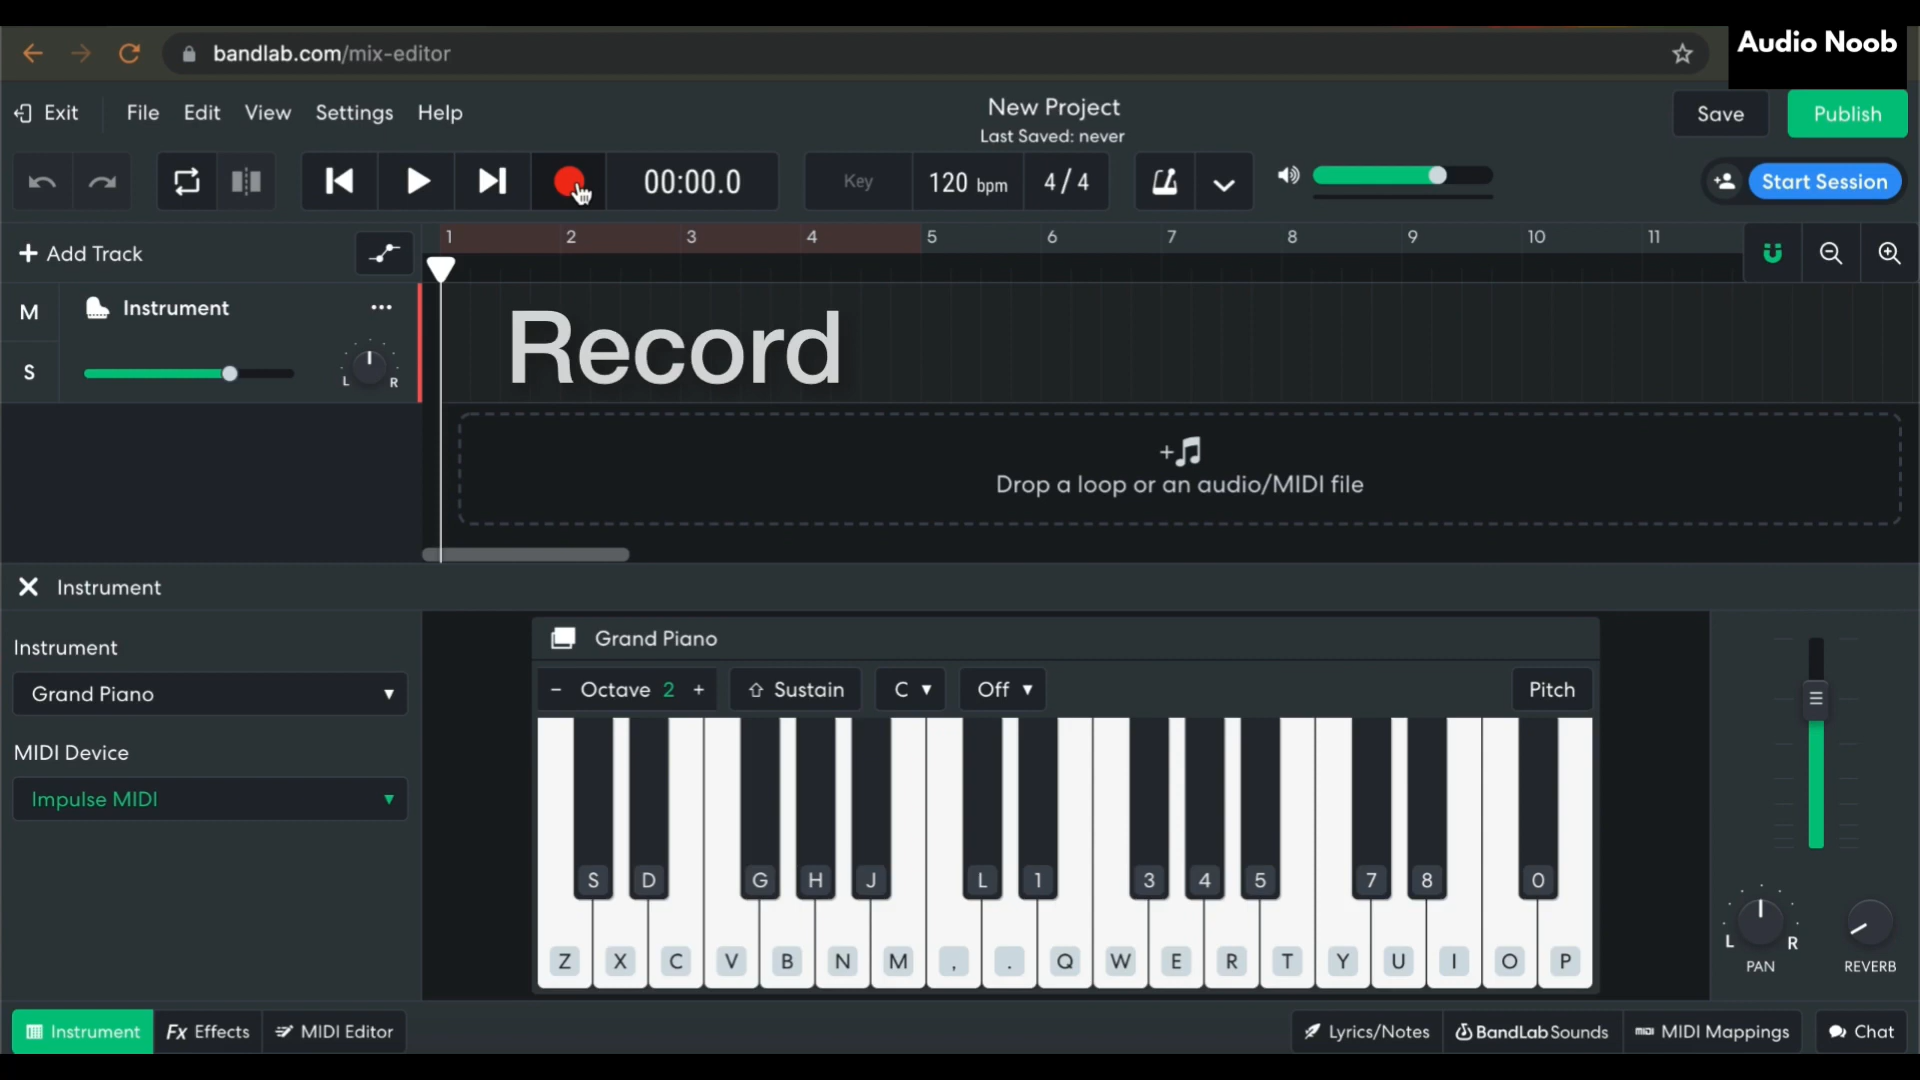 Audio Noob
bandlab.com/mix-editor
Exit File Edit View Settings Help
New Project
Last Saved: never
Save Publish
00:00.0 Key 120 bpm 4/4 Start Session
+ Add Track 1 2 3 4 5 6 7 8 9 10 11
M Instrument ...
S L R
Record
Drop a loop or an audio/MIDI file
Instrument
Instrument
Grand Piano
MIDI Device
Impulse MIDI
Grand Piano
- Octave 2 + Sustain C Off Pitch
S D G H J L 1 3 4 5 7 8 0
Z X C V B N M , . Q W E R T Y U I O P
L R
PAN REVERB
Instrument Fx Effects MIDI Editor Lyrics/Notes BandLab Sounds MIDI Mappings Chat